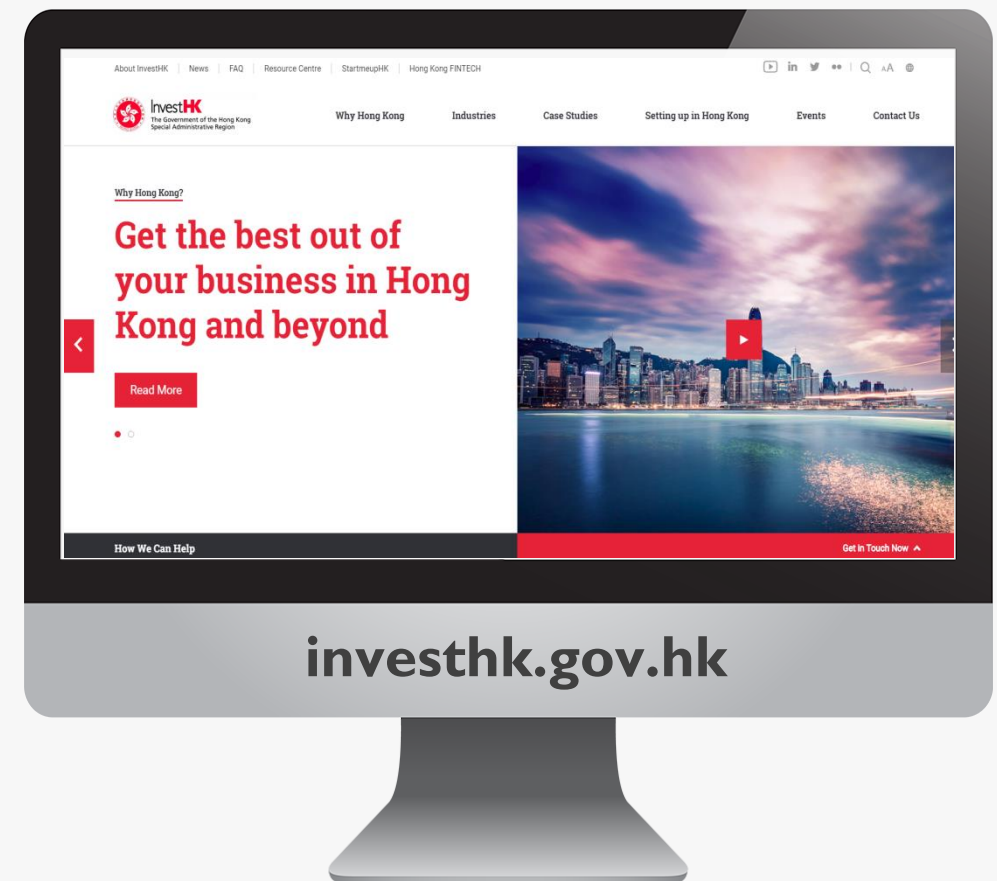 About InvestHK News FAQ Resource Centre StartmeupHK Hong Kong FINTECH
in AA
InvestHK
The Government of the Hong Kong
Special Administrative Region
Why Hong Kong Industries Case Studies Setting up in Hong Kong Events Contact Us
Why Hong Kong?
Get the best out of
your business in Hong
Kong and beyond
Read More
How We Can Help
Get In Touch Now
investhk.gov.hk